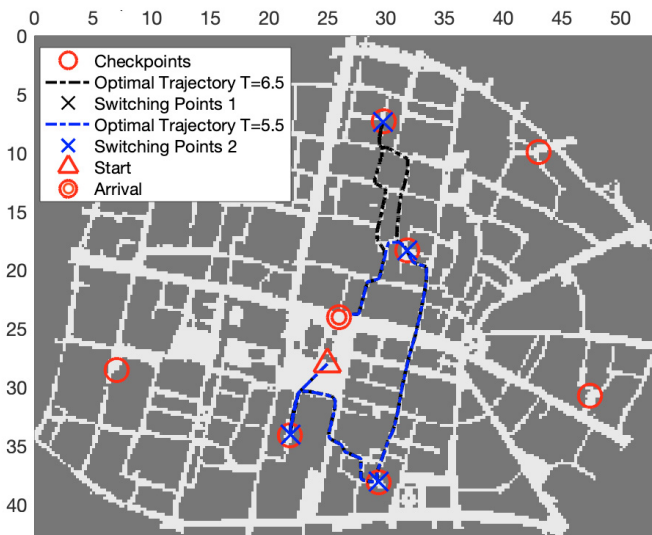 0 5 10 15 20 25 30 35 40 45 50
0
5
10
15
20
25
30
35
40
Checkpoints
Optimal Trajectory T=6.5
Switching Points 1
Optimal Trajectory T=5.5
Switching Points 2
Start
Arrival